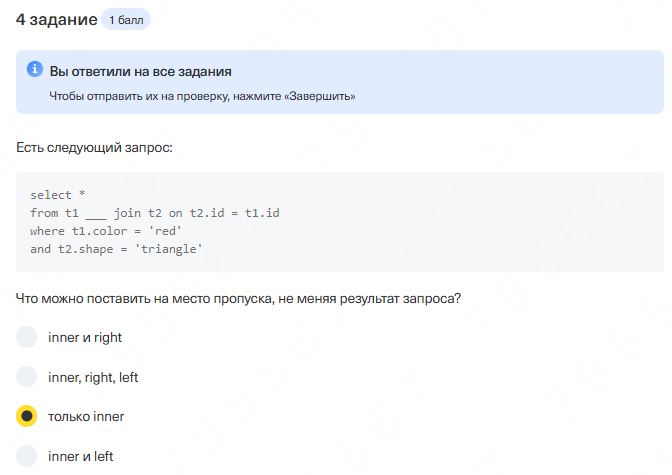 4 задание 1 балл
Вы ответили на все задания
Чтобы отправить их на проверку, нажмите «Завершить»
Есть следующий запрос:
select *
from t1 ___ join t2 on t2.id = t1.id
where t1.color = 'red'
and t2.shape = 'triangle'
Что можно поставить на место пропуска, не меняя результат запроса?
inner и right
inner, right, left
только inner
inner и left